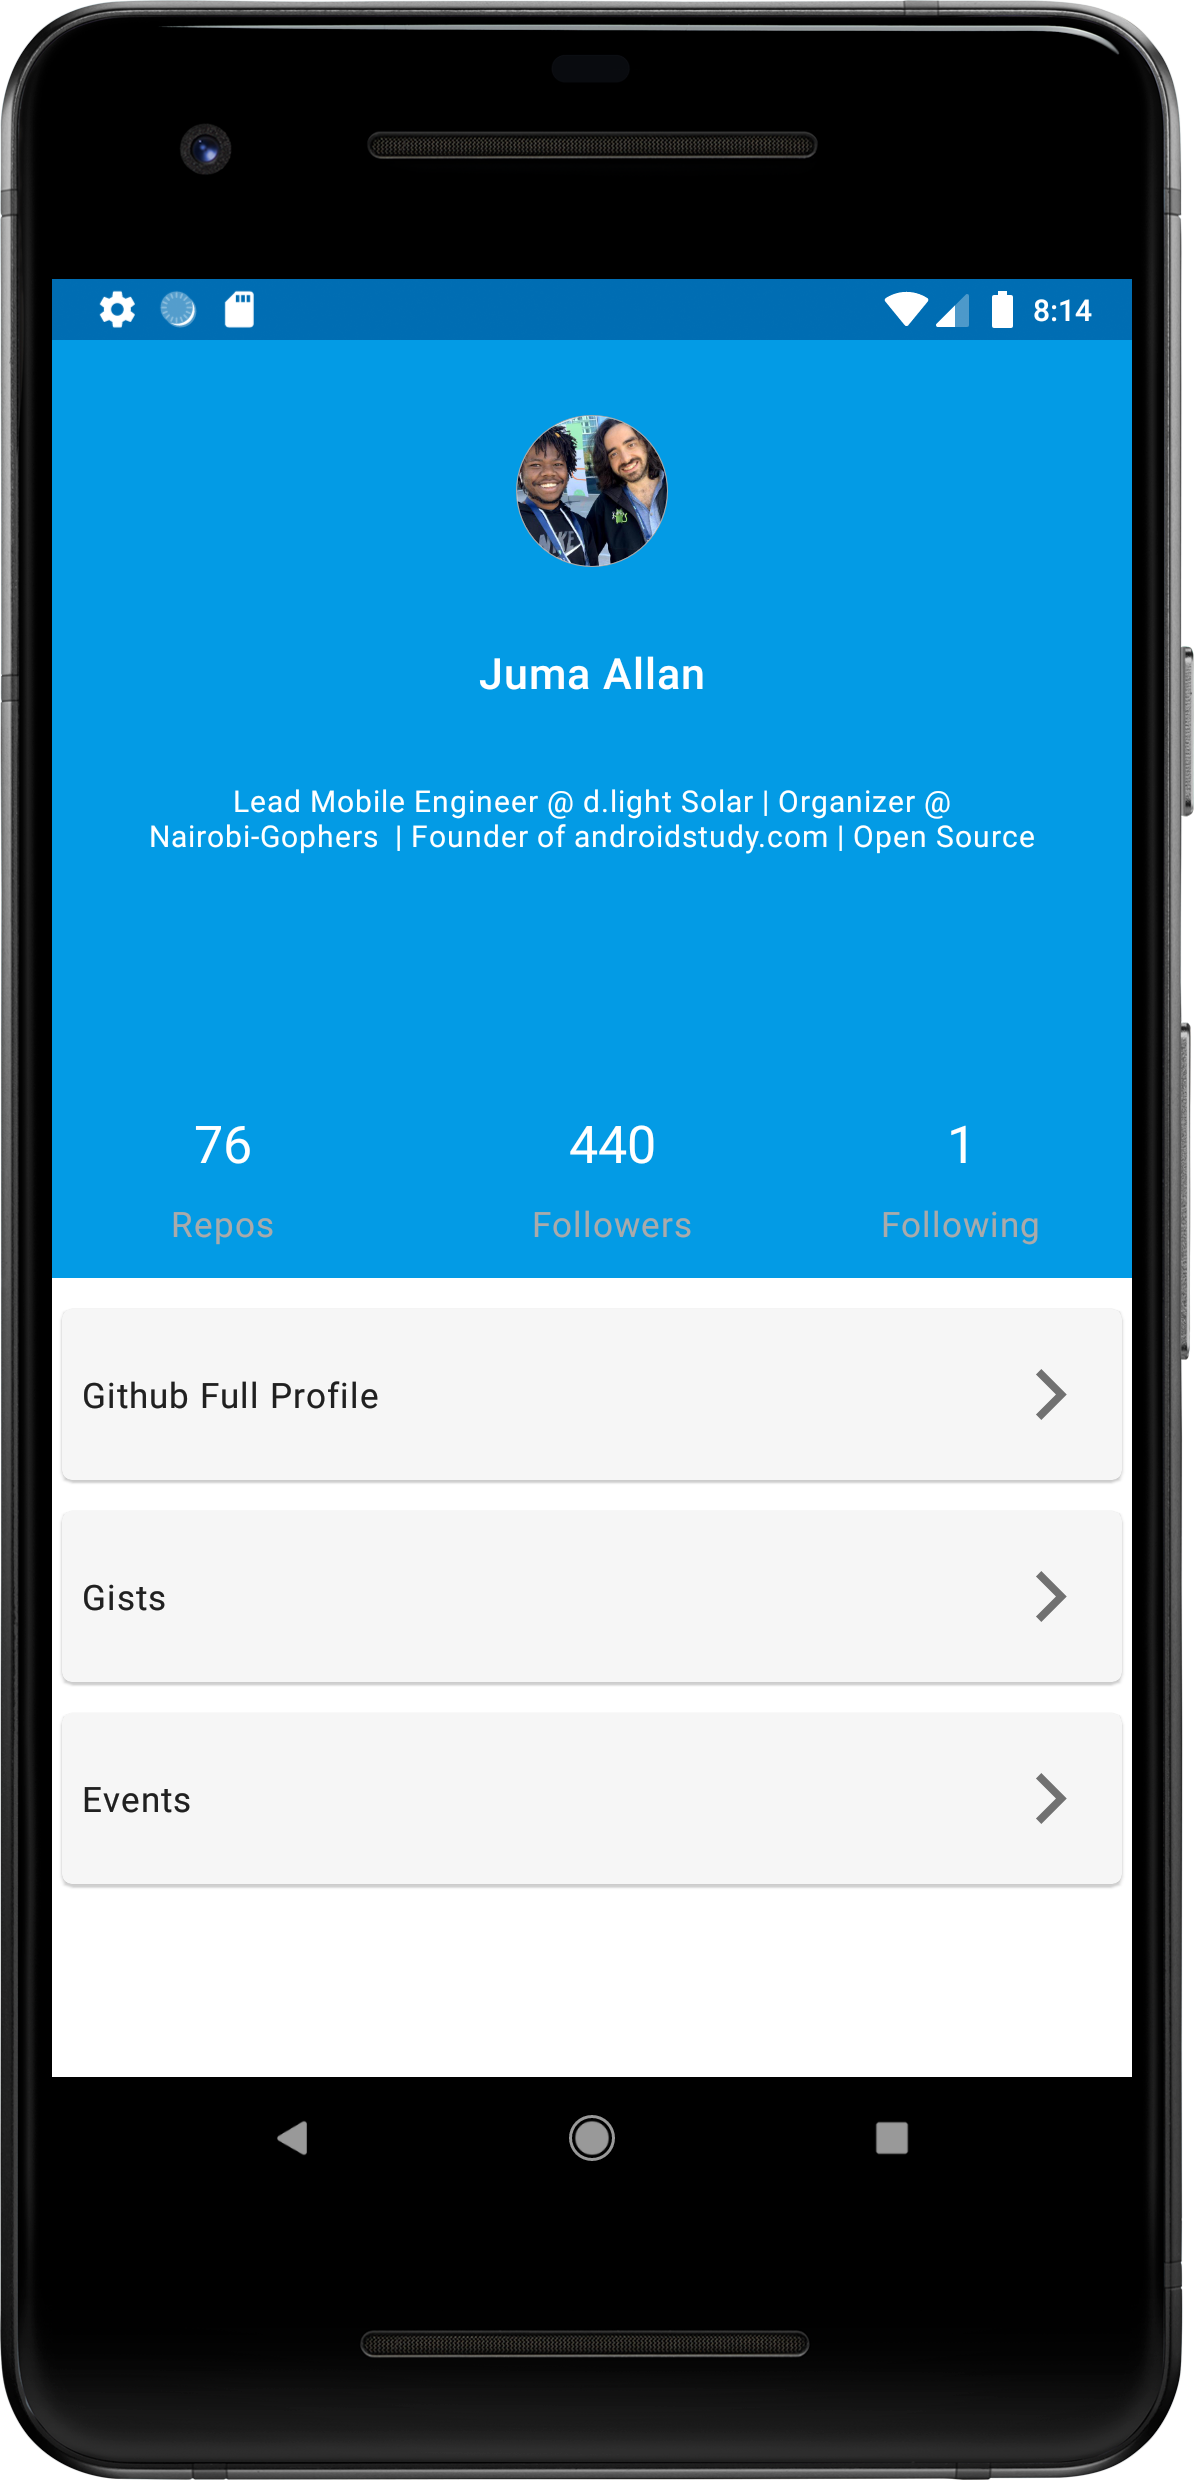 8:14
NIKE
Juma Allan
Lead Mobile Engineer @ d.light Solar | Organizer @
Nairobi-Gophers  | Founder of androidstudy.com | Open Source
76
440
1
Repos
Followers
Following
Github Full Profile
Gists
Events